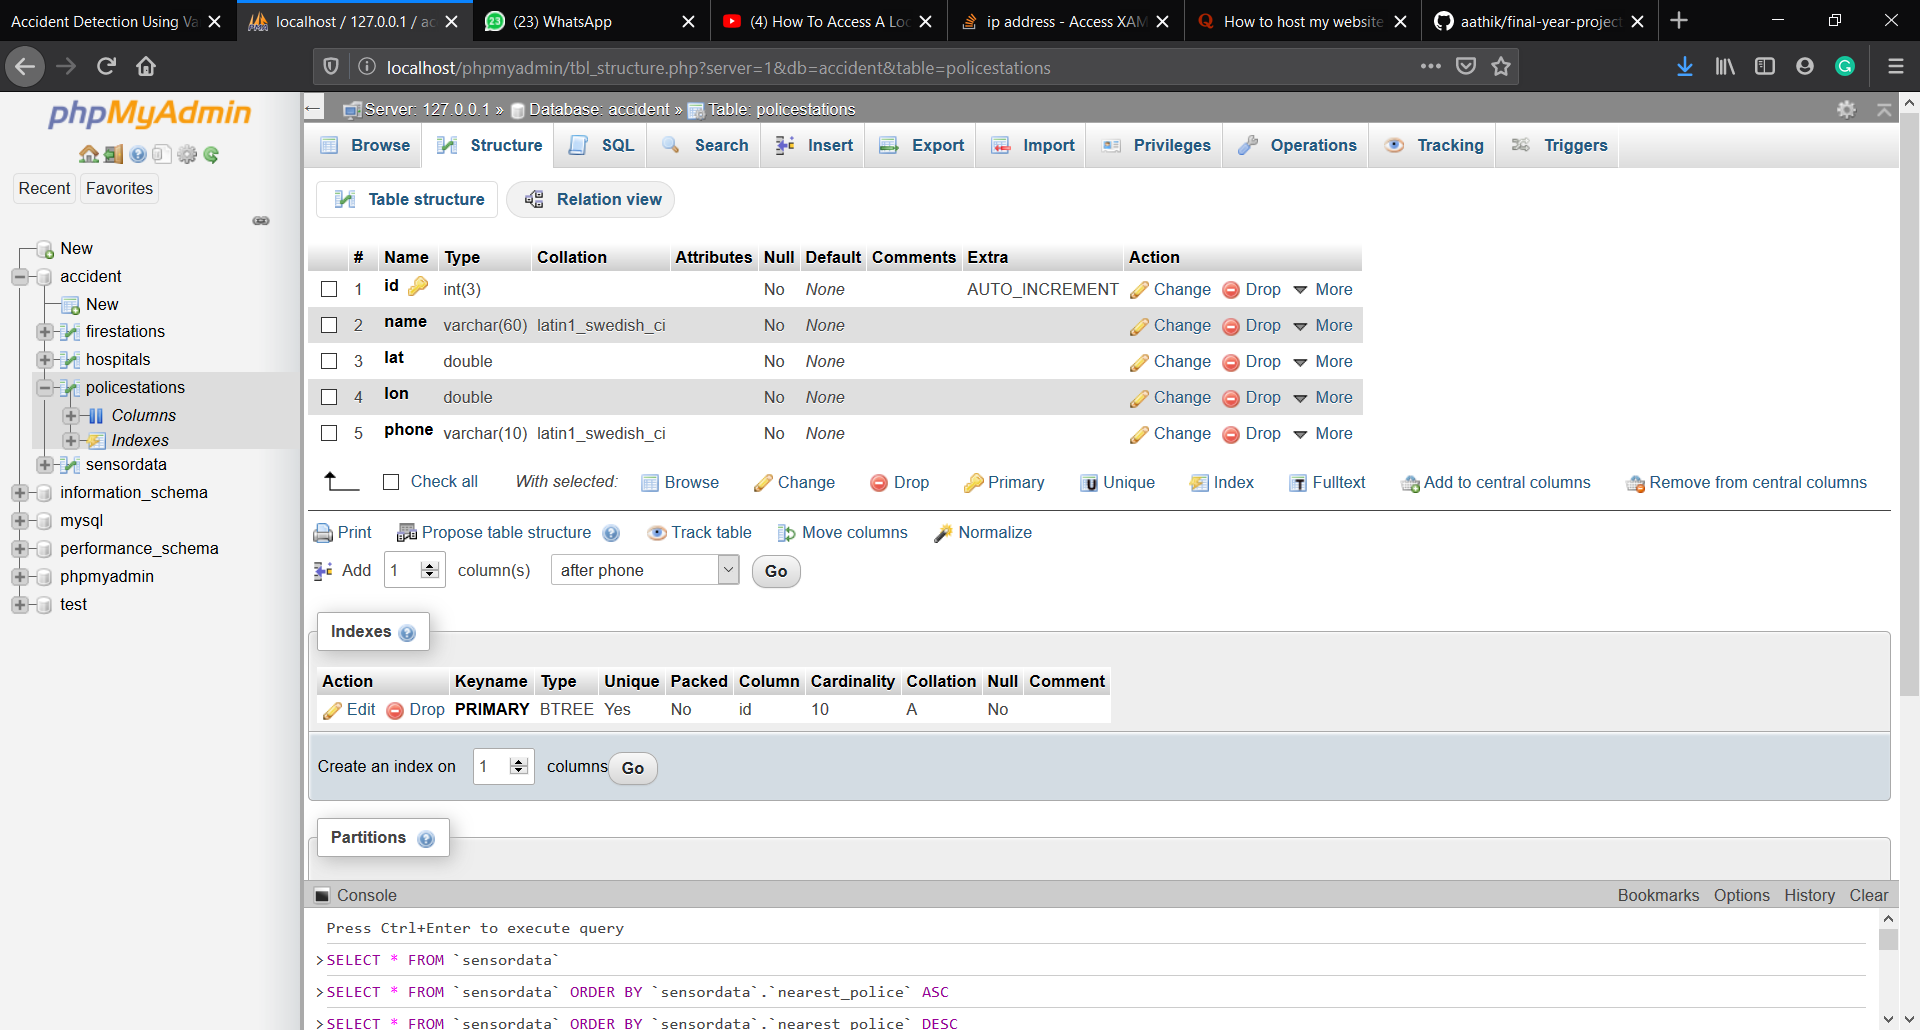 Accident Detection Using Va
localhost / 127.0.0.1 / ac
(23) WhatsApp
(4) How To Access A Loc
ip address - Access XAM
How to host my website
aathik/final-year-project
localhost/phpmyadmin/tbl_structure.php?server=1&db=accident&table=policestations
phpMyAdmin
Recent
Favorites
New
accident
New
firestations
hospitals
policestations
Columns
Indexes
sensordata
information_schema
mysql
performance_schema
phpmyadmin
test
Server: 127.0.0.1 » Database: accident » Table: policestations
Browse Structure SQL Search Insert Export Import Privileges Operations Tracking Triggers
Table structure Relation view
# Name Type Collation Attributes Null Default Comments Extra Action
1 id int(3) No None AUTO_INCREMENT Change Drop More
2 name varchar(60) latin1_swedish_ci No None Change Drop More
3 lat double No None Change Drop More
4 lon double No None Change Drop More
5 phone varchar(10) latin1_swedish_ci No None Change Drop More
Check all With selected: Browse Change Drop Primary Unique Index Fulltext Add to central columns Remove from central columns
Print Propose table structure Track table Move columns Normalize
Add 1 column(s) after phone Go
Indexes
Action Keyname Type Unique Packed Column Cardinality Collation Null Comment
Edit Drop PRIMARY BTREE Yes No id 10 A No
Create an index on 1 columns Go
Partitions
Console Bookmarks Options History Clear
Press Ctrl+Enter to execute query
>SELECT * FROM `sensordata`
>SELECT * FROM `sensordata` ORDER BY `sensordata`.`nearest_police` ASC
>SELECT * FROM `sensordata` ORDER BY `sensordata`.`nearest_police` DESC